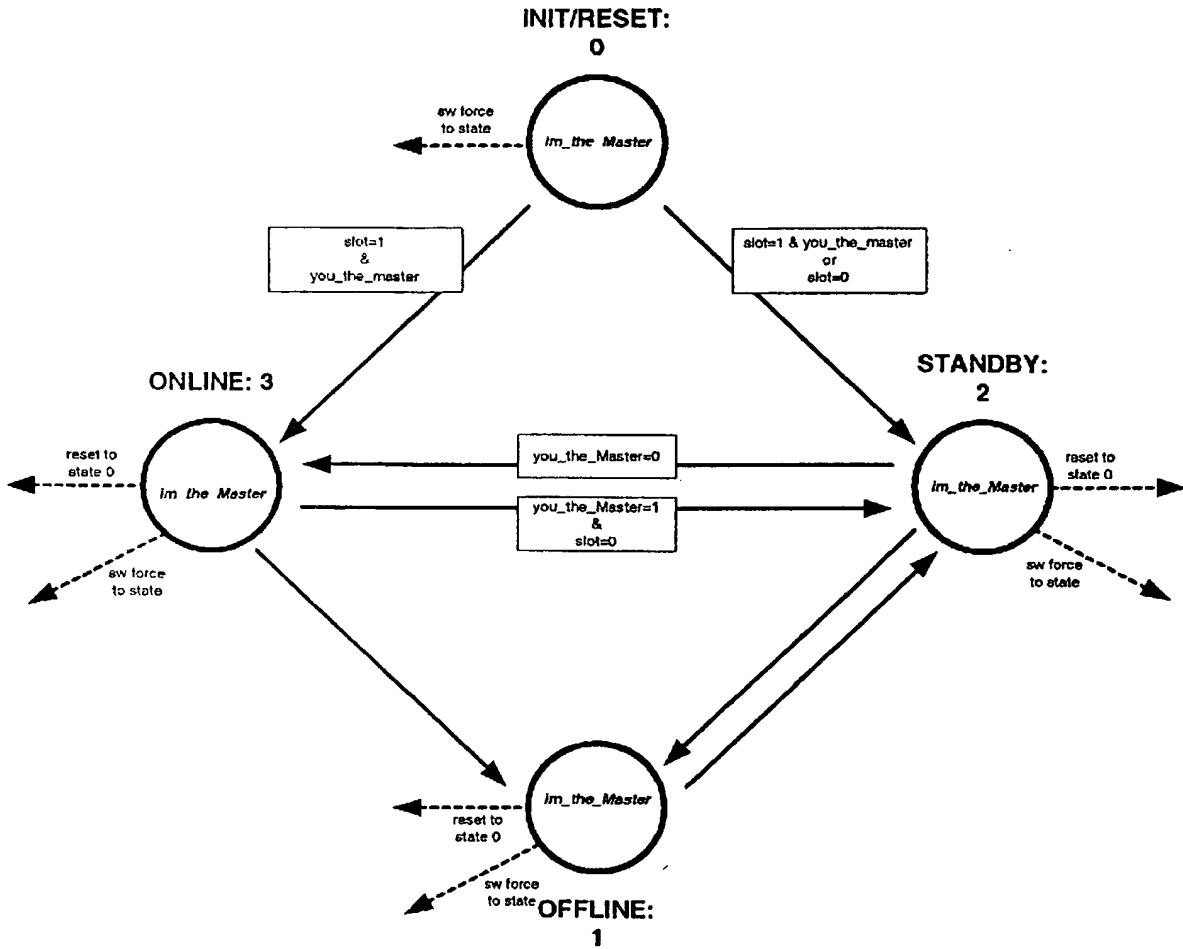 INIT/RESET:
0
sw force
to state
im_the Master
slot=1
&
you_the_master
slot=1 & you_the_master
or
slot=0
ONLINE: 3
STANDBY:
2
reset to
state 0
im the Master
sw force
to state
you_the_Master=0
you_the_Master=1
&
slot=0
im_the_Master
reset to
state 0
sw force
to state
im_the_Master
reset to
state 0
sw force
to state
OFFLINE:
1